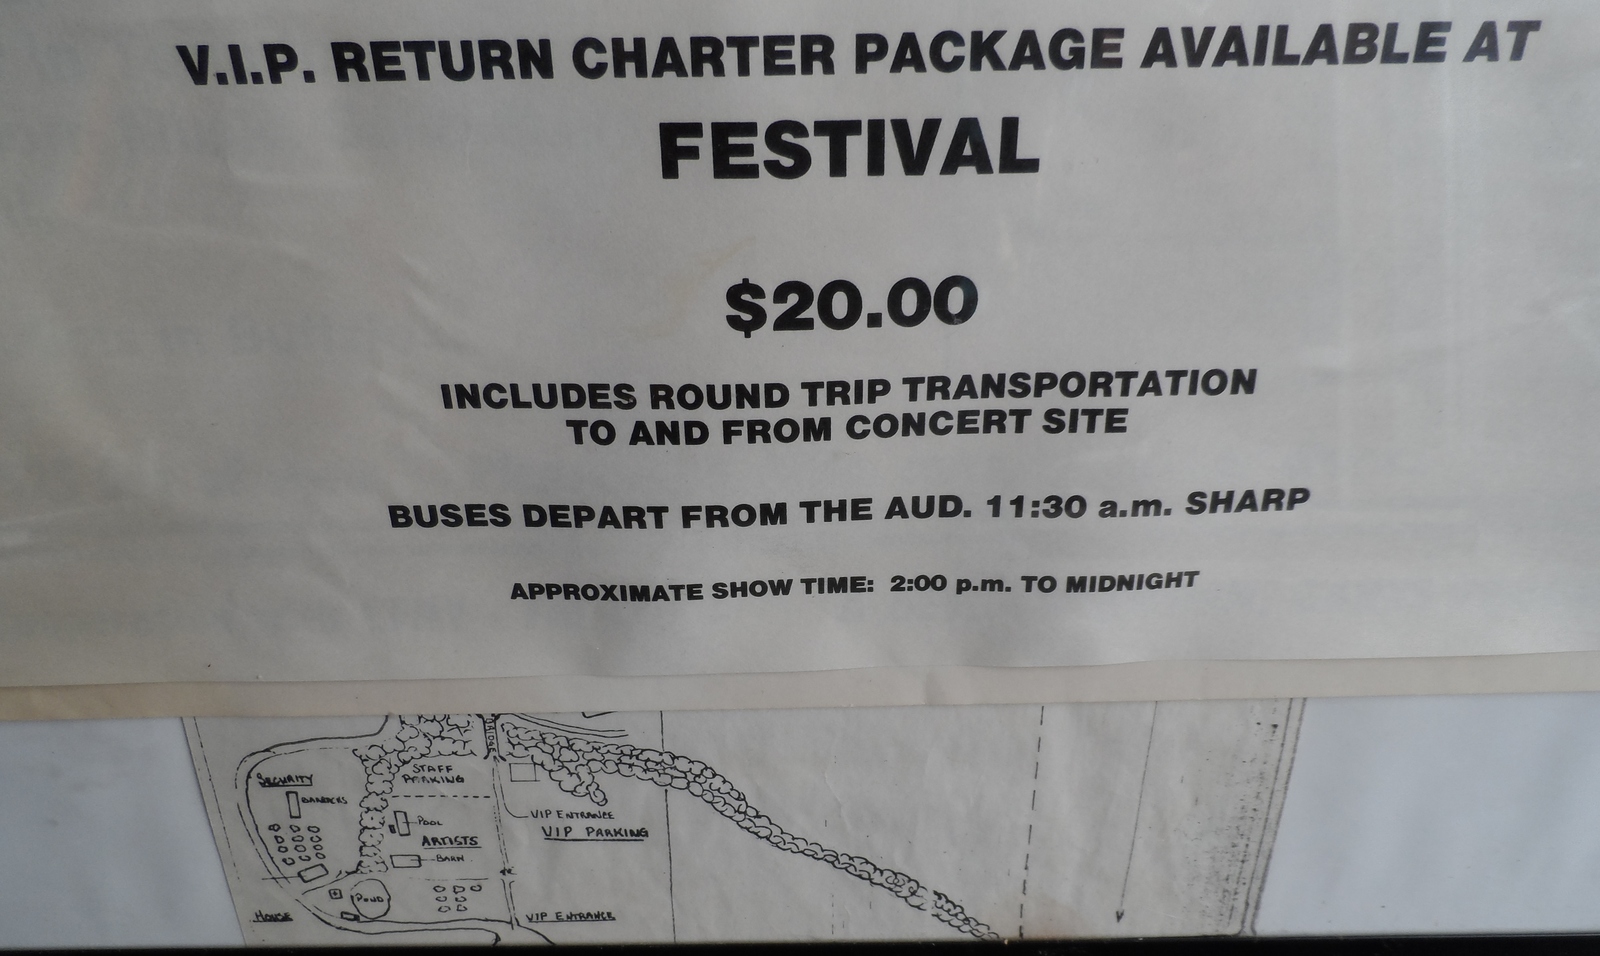 V.I.P. RETURN CHARTER PACKAGE AVAILABLE AT
FESTIVAL
$20.00
INCLUDES ROUND TRIP TRANSPORTATION
TO AND FROM CONCERT SITE
BUSES DEPART FROM THE AUD. 11:30 a.m. SHARP
APPROXIMATE SHOW TIME: 2:00 p.m. TO MIDNIGHT
BRIDGE
STAFF
PARKING
SECURITY
VIP ENTRANCE
VIP PARKING
POOL
ARTISTS
BARN
POND
HOUSE
VIP ENTRANCE